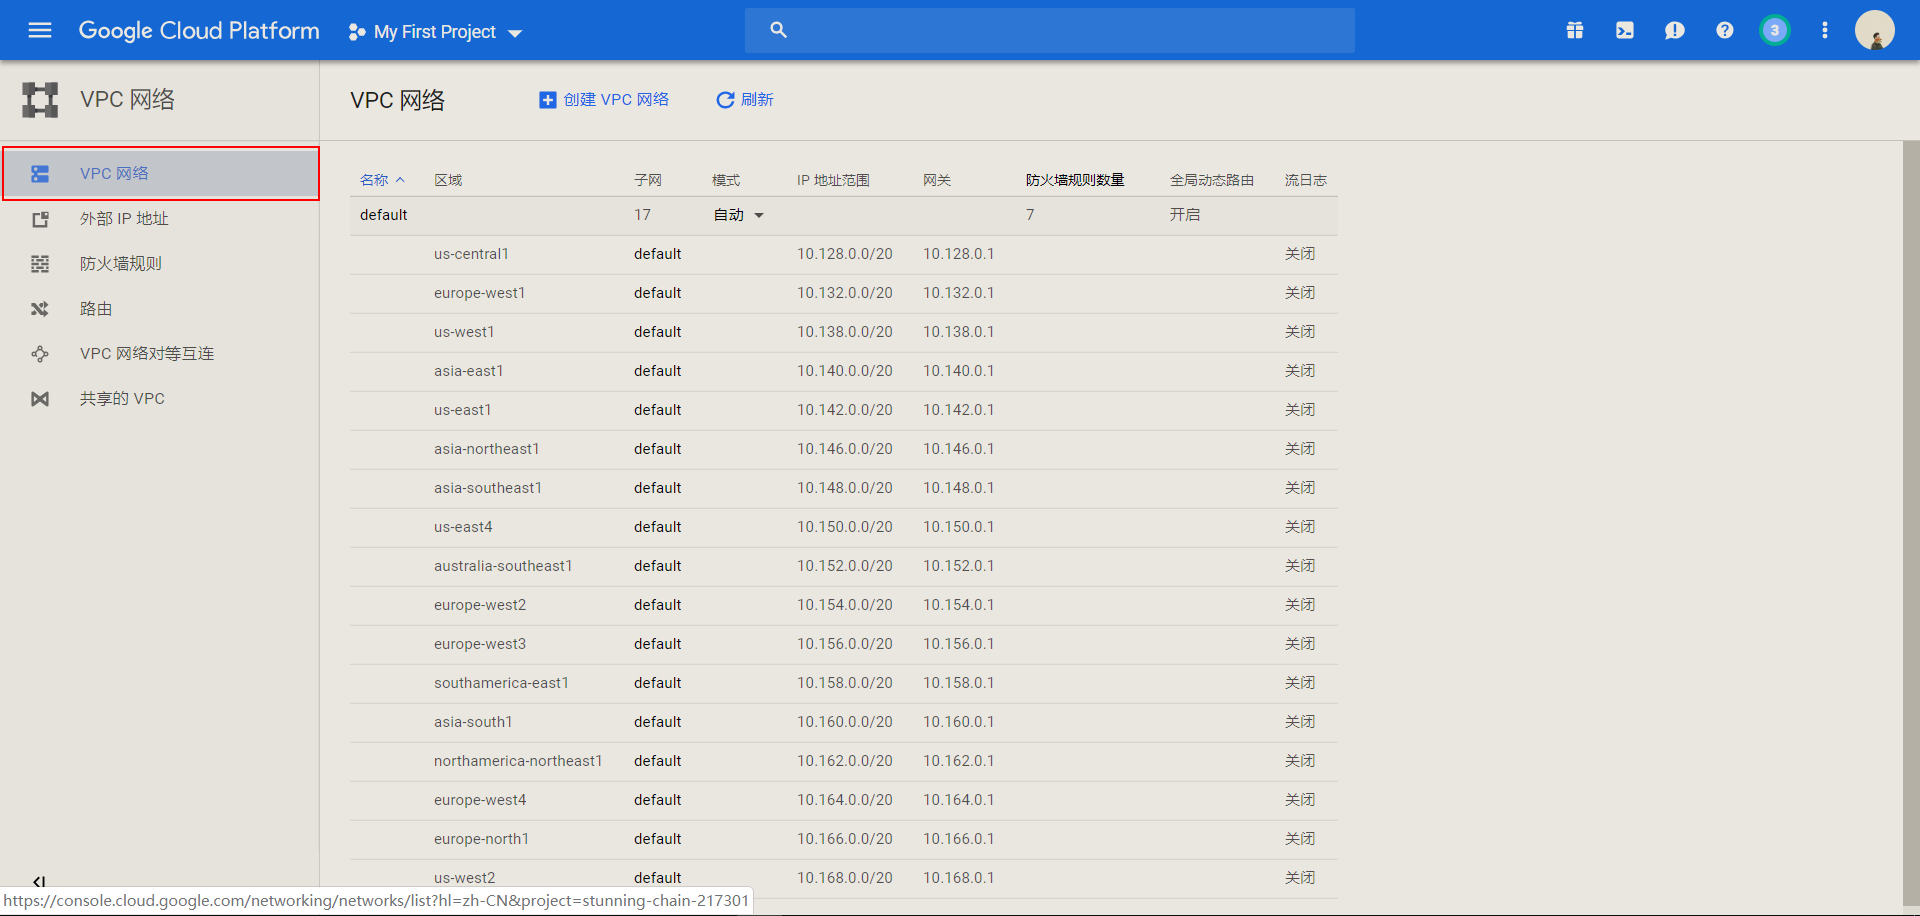 Google Cloud Platform My First Project 3
VPC 网络
VPC 网络 创建 VPC 网络 刷新
VPC 网络
外部 IP 地址
防火墙规则
路由
VPC 网络对等互连
共享的 VPC
名称 区域 子网 模式 IP 地址范围 网关 防火墙规则数量 全局动态路由 流日志
default 17 自动 7 开启
us-central1 default 10.128.0.0/20 10.128.0.1 关闭
europe-west1 default 10.132.0.0/20 10.132.0.1 关闭
us-west1 default 10.138.0.0/20 10.138.0.1 关闭
asia-east1 default 10.140.0.0/20 10.140.0.1 关闭
us-east1 default 10.142.0.0/20 10.142.0.1 关闭
asia-northeast1 default 10.146.0.0/20 10.146.0.1 关闭
asia-southeast1 default 10.148.0.0/20 10.148.0.1 关闭
us-east4 default 10.150.0.0/20 10.150.0.1 关闭
australia-southeast1 default 10.152.0.0/20 10.152.0.1 关闭
europe-west2 default 10.154.0.0/20 10.154.0.1 关闭
europe-west3 default 10.156.0.0/20 10.156.0.1 关闭
southamerica-east1 default 10.158.0.0/20 10.158.0.1 关闭
asia-south1 default 10.160.0.0/20 10.160.0.1 关闭
northamerica-northeast1 default 10.162.0.0/20 10.162.0.1 关闭
europe-west4 default 10.164.0.0/20 10.164.0.1 关闭
europe-north1 default 10.166.0.0/20 10.166.0.1 关闭
us-west2 default 10.168.0.0/20 10.168.0.1 关闭
https://console.cloud.google.com/networking/networks/list?hl=zh-CN&project=stunning-chain-217301